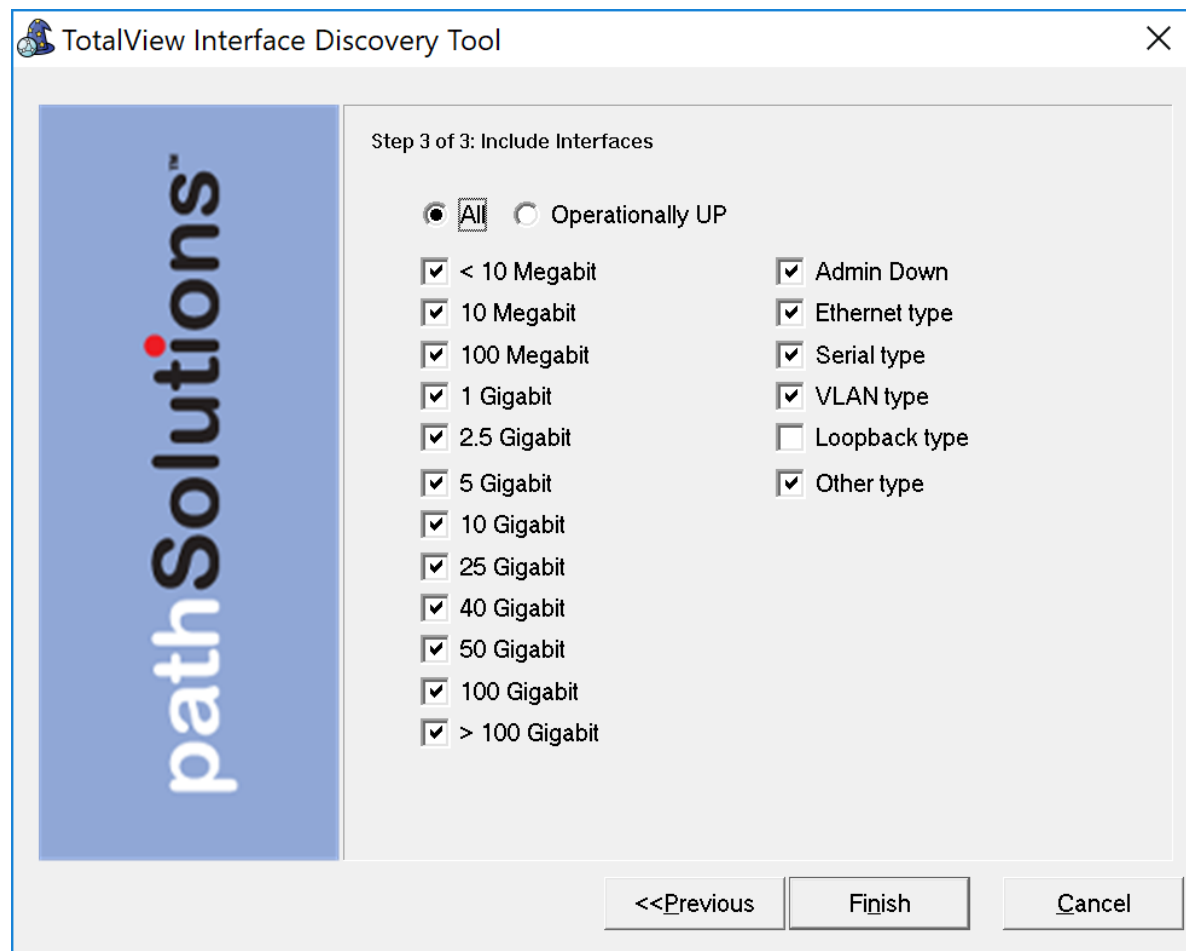 TotalView Interface Discovery Tool
pathSolutions™
Step 3 of 3: Include Interfaces
All Operationally UP
< 10 Megabit Admin Down
10 Megabit Ethernet type
100 Megabit Serial type
1 Gigabit VLAN type
2.5 Gigabit Loopback type
5 Gigabit Other type
10 Gigabit
25 Gigabit
40 Gigabit
50 Gigabit
100 Gigabit
> 100 Gigabit
<<Previous Finish Cancel